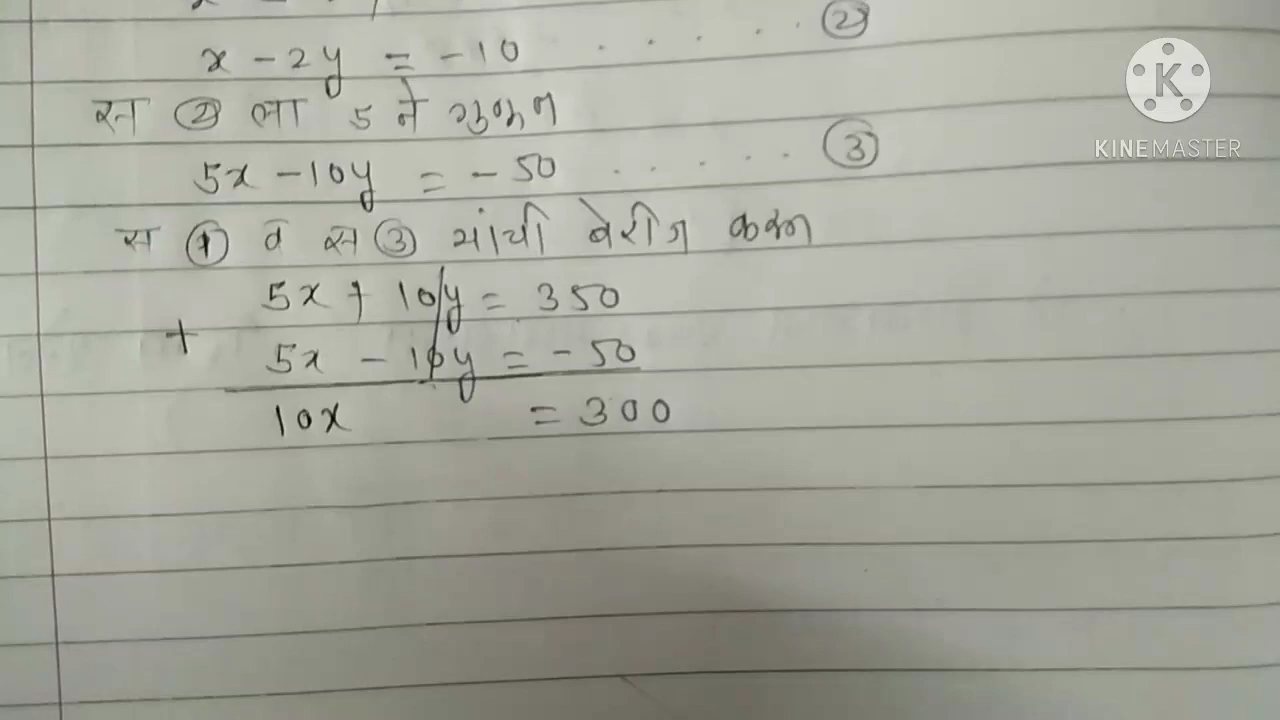 x - 2y = -10 . . . . . ②
स ② ला 5 ने गुणून
5x - 10y = - 50 . . . . . ③
स ① व स ③ यांची बेरीज करून
5x + 10y = 350
+ 5x - 10y = - 50
10x = 300
K
KINEMASTER